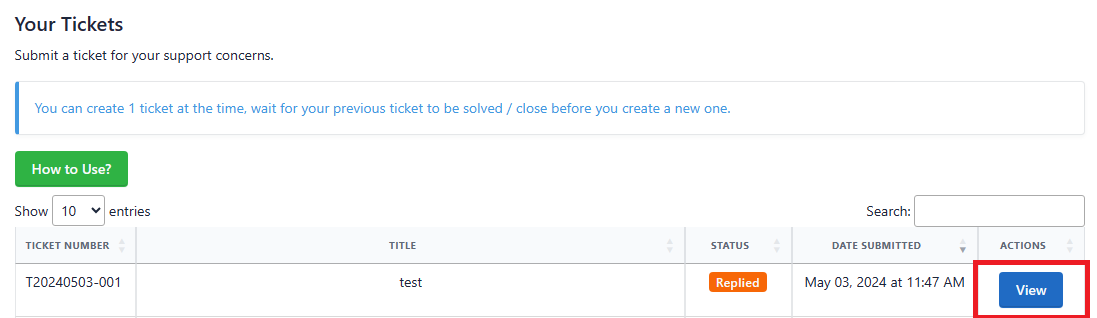 Your Tickets
Submit a ticket for your support concerns.
You can create 1 ticket at the time, wait for your previous ticket to be solved / close before you create a new one.
How to Use?
Show 10 entries Search:
TICKET NUMBER TITLE STATUS DATE SUBMITTED ACTIONS
T20240503-001 test Replied May 03, 2024 at 11:47 AM View